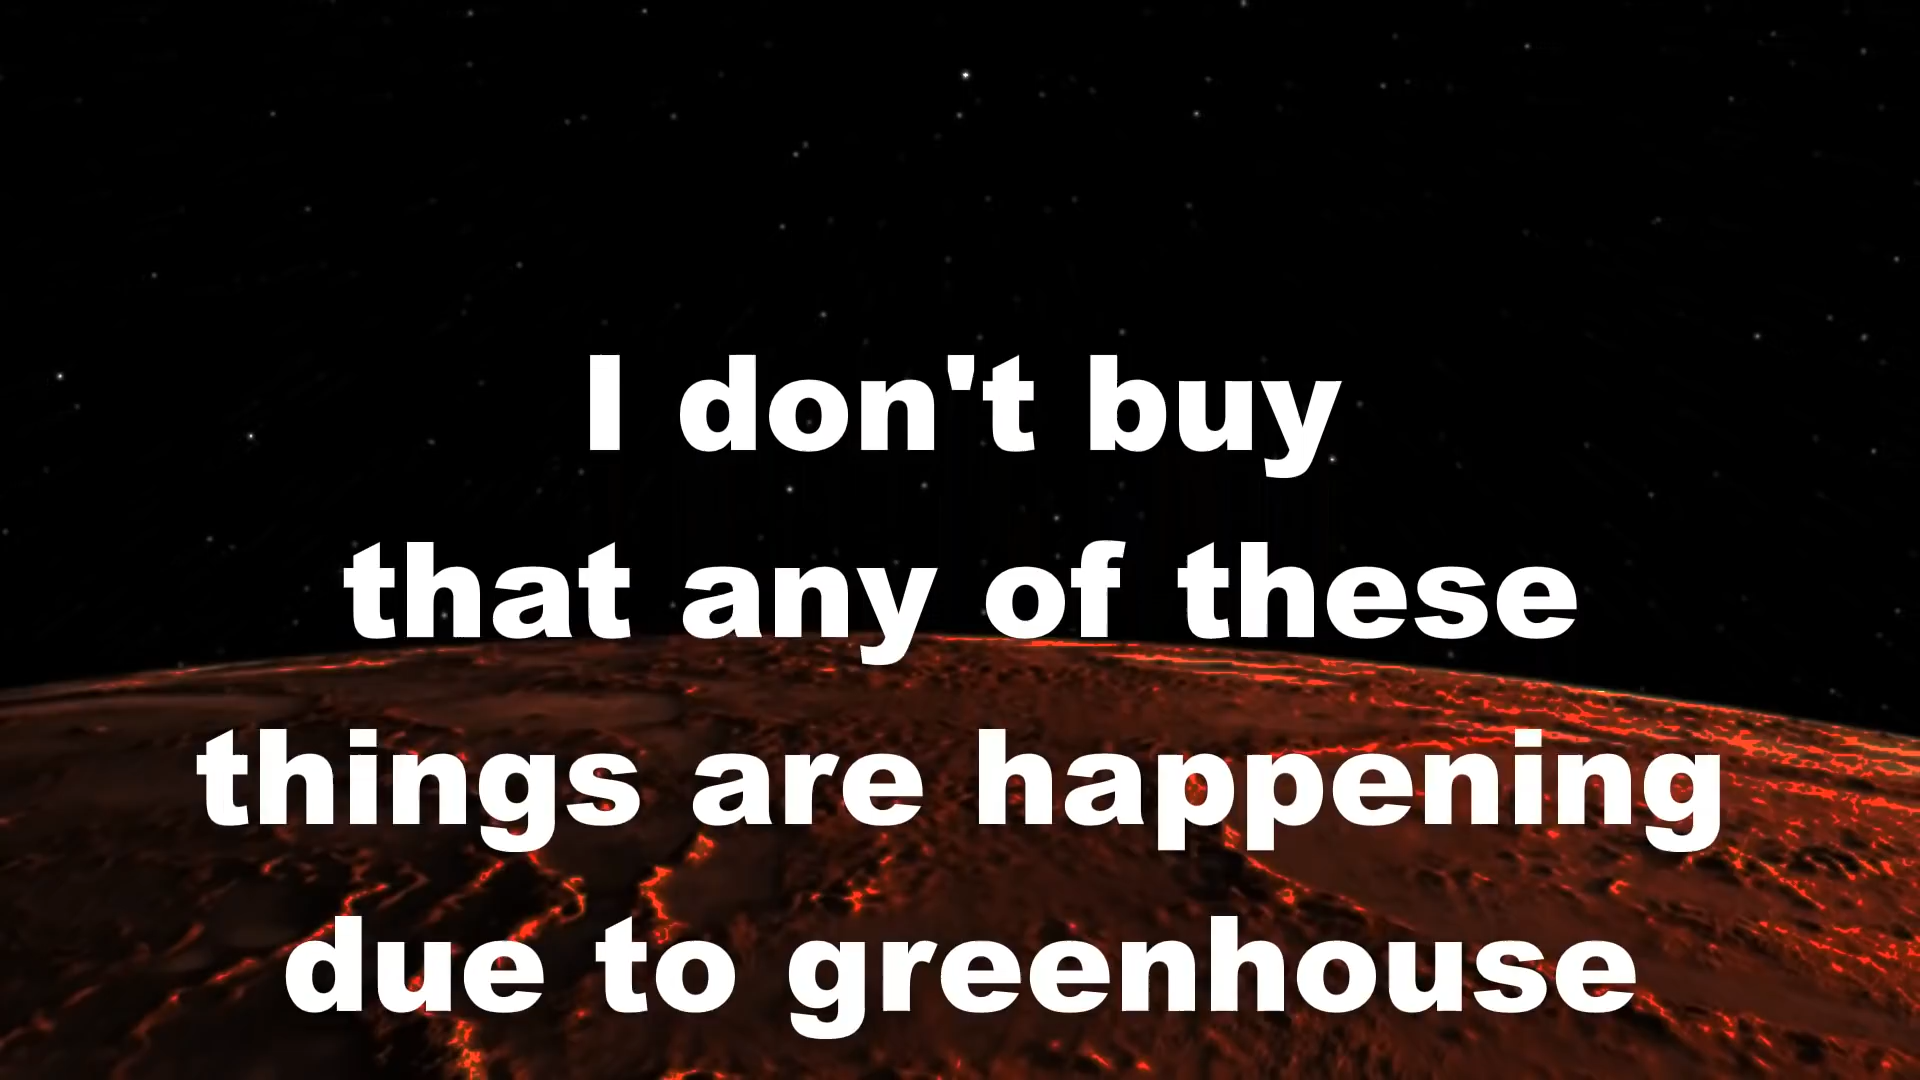 I don't buy
that any of these
things are happening
due to greenhouse